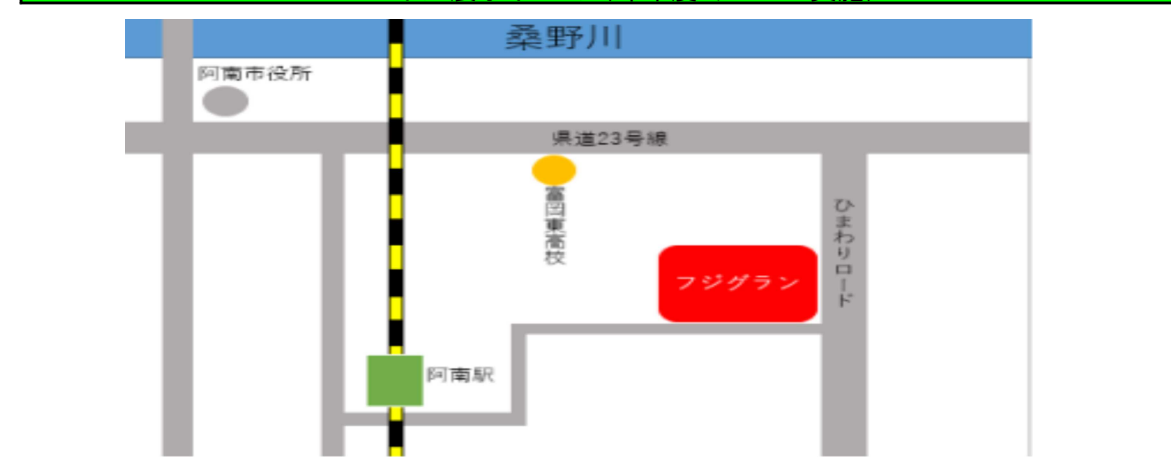 桑野川
阿南市役所
県道23号線
富岡東高校
ひまわりロード
フジグラン
阿南駅